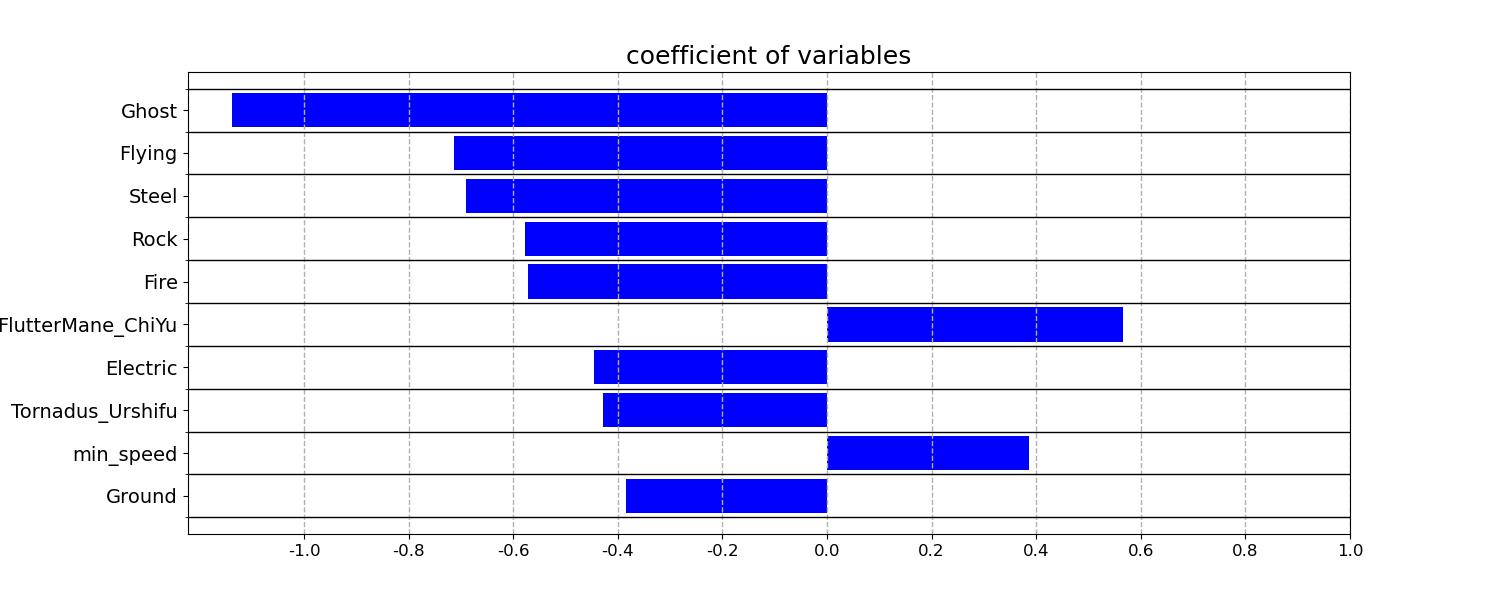 coefficient of variables
Ghost
Flying
Steel
Rock
Fire
FlutterMane_ChiYu
Electric
Tornadus_Urshifu
min_speed
Ground
-1.0 -0.8 -0.6 -0.4 -0.2 0.0 0.2 0.4 0.6 0.8 1.0